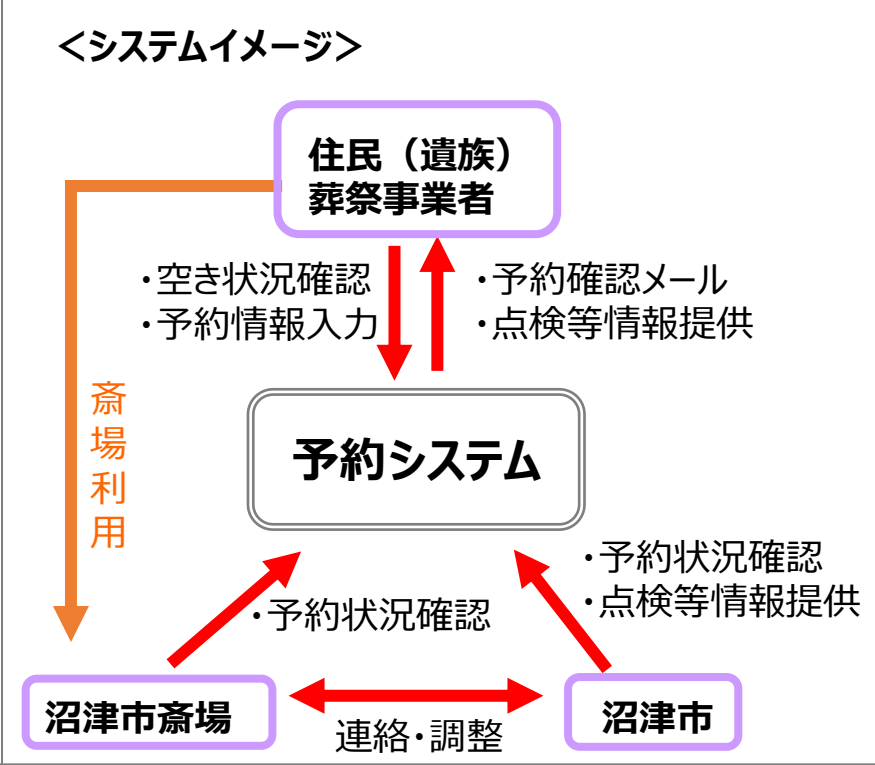 ＜システムイメージ＞
住民（遺族）
葬祭事業者
・空き状況確認
・予約情報入力
・予約確認メール
・点検等情報提供
斎場利用
予約システム
・予約状況確認
・点検等情報提供
・予約状況確認
沼津市斎場
連絡・調整
沼津市